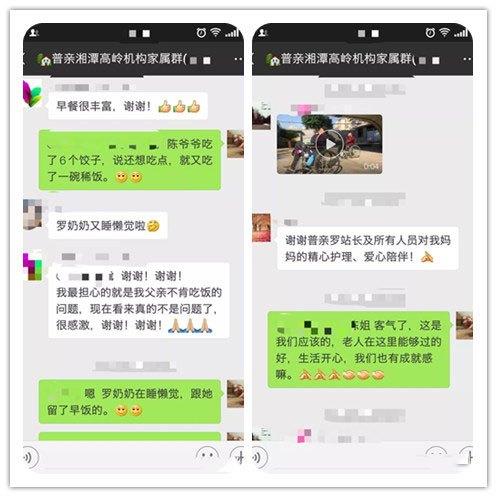 普亲湘潭高岭机构家属群(
早餐很丰富，谢谢！👍👍👍
陈爷爷吃
了6个饺子，说还想吃点，就又吃
了一碗稀饭。
罗奶奶又睡懒觉啦
谢谢！谢谢！
我最担心的就是我父亲不肯吃饭的
问题，现在看来真的不是问题了，
很感激，谢谢！谢谢！🙏🙏🙏🙏
嗯 罗奶奶在睡懒觉，跟她
留了早饭的。
普亲湘潭高岭机构家属群(
0:04
谢谢普亲罗站长及所有人员对我妈
妈的精心护理、爱心陪伴！
陈姐 客气了，这是
我们应该的，老人在这里能够过的
好，生活开心，我们也有成就感
嘛。